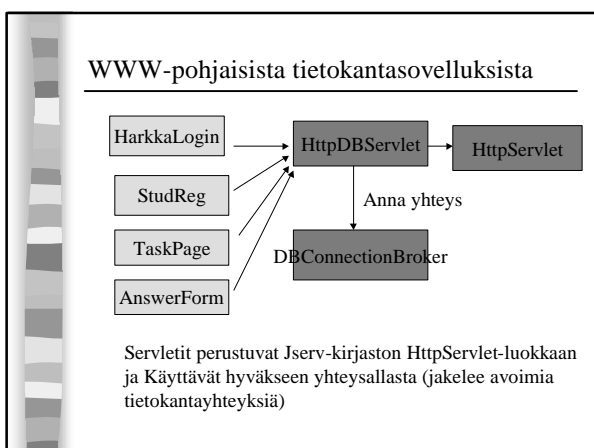 WWW-pohjaisista tietokantasovelluksista
HarkkaLogin
HttpDBServlet
HttpServlet
StudReg
Anna yhteys
TaskPage
DBConnectionBroker
AnswerForm
Servletit perustuvat Jserv-kirjaston HttpServlet-luokkaan
ja Käyttävät hyväkseen yhteysallasta (jakelee avoimia
tietokantayhteyksiä)